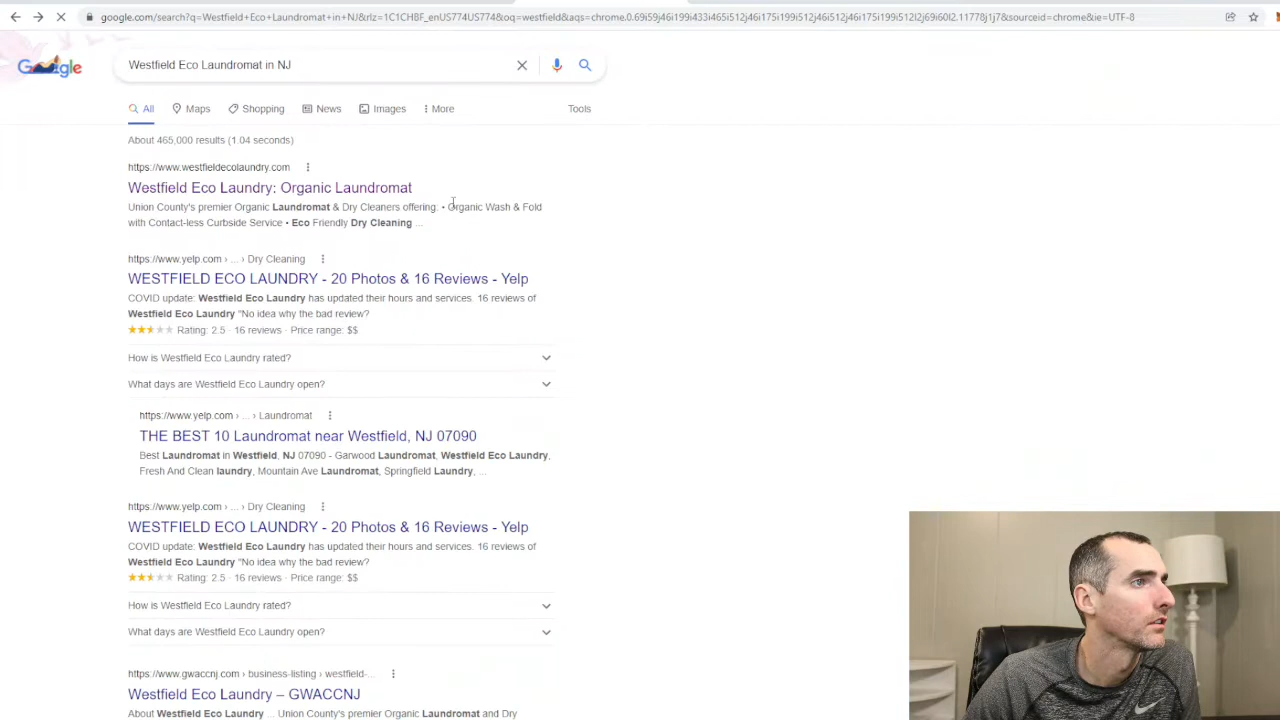 google.com/search?q=Westfield+Eco+Laundromat+in+NJ&rlz=1C1CHBF_enUS774US774&oq=westfield&aqs=chrome.0.69i59j46i199i433i465i512j46i175i199i512j46i512j46i175i199i512j46i175i199i512l2j69i60l2.11778j1j7&sourceid=chrome&ie=UTF-8
Google
Westfield Eco Laundromat in NJ
All Maps Shopping News Images More Tools
About 465,000 results (1.04 seconds)
https://www.westfieldecolaundry.com
Westfield Eco Laundry: Organic Laundromat
Union County's premier Organic Laundromat & Dry Cleaners offering: • Organic Wash & Fold
with Contact-less Curbside Service • Eco Friendly Dry Cleaning ...
https://www.yelp.com › ... › Dry Cleaning
WESTFIELD ECO LAUNDRY - 20 Photos & 16 Reviews - Yelp
COVID update: Westfield Eco Laundry has updated their hours and services. 16 reviews of
Westfield Eco Laundry "No idea why the bad review?
Rating: 2.5 · 16 reviews · Price range: $$
How is Westfield Eco Laundry rated?
What days are Westfield Eco Laundry open?
https://www.yelp.com › ... › Laundromat
THE BEST 10 Laundromat near Westfield, NJ 07090
Best Laundromat in Westfield, NJ 07090 - Garwood Laundromat, Westfield Eco Laundry,
Fresh And Clean laundry, Mountain Ave Laundromat, Springfield Laundry, ...
https://www.yelp.com › ... › Dry Cleaning
WESTFIELD ECO LAUNDRY - 20 Photos & 16 Reviews - Yelp
COVID update: Westfield Eco Laundry has updated their hours and services. 16 reviews of
Westfield Eco Laundry "No idea why the bad review?
Rating: 2.5 · 16 reviews · Price range: $$
How is Westfield Eco Laundry rated?
What days are Westfield Eco Laundry open?
https://www.gwaccnj.com › business-listing › westfield-...
Westfield Eco Laundry – GWACCNJ
About Westfield Eco Laundry ... Union County's premier Organic Laundromat and Dry